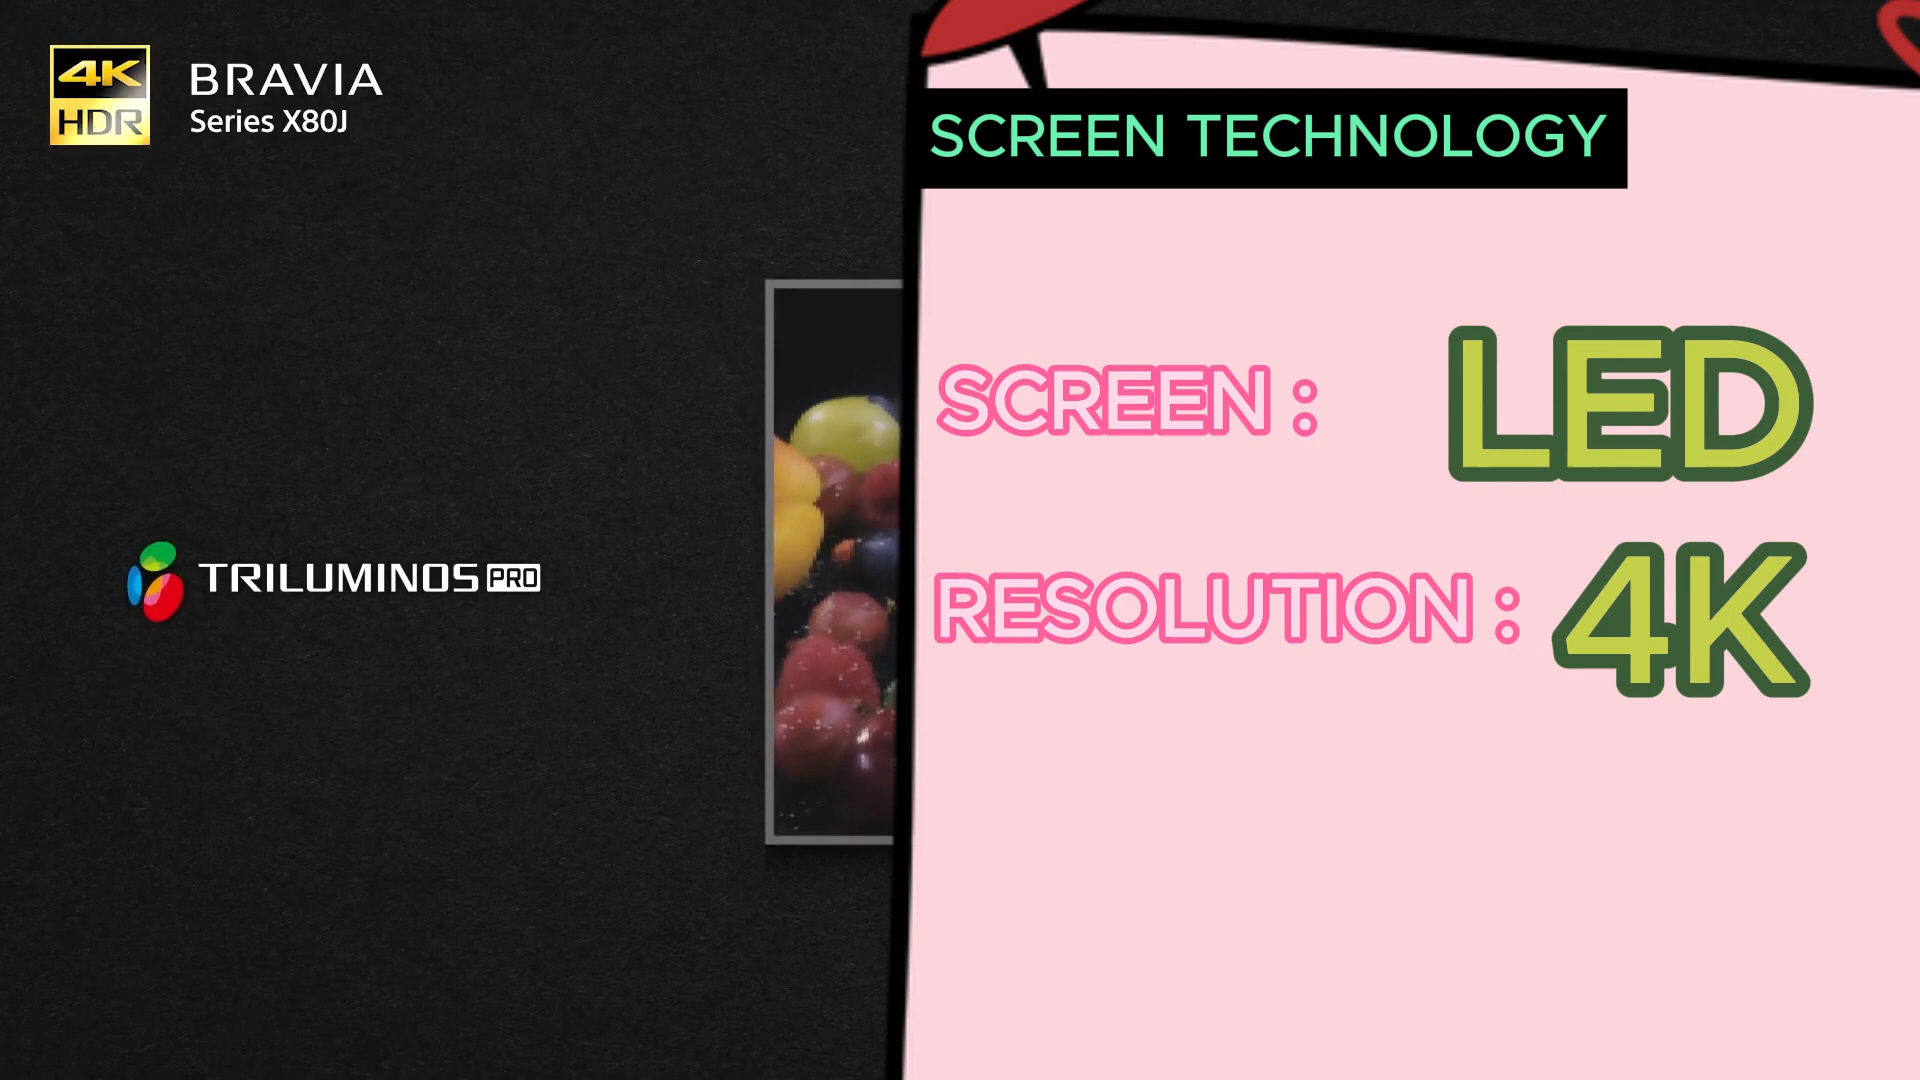 4K
HDR
BRAVIA
Series X80J
TRILUMINOS PRO
SCREEN TECHNOLOGY
SCREEN : LED
RESOLUTION : 4K